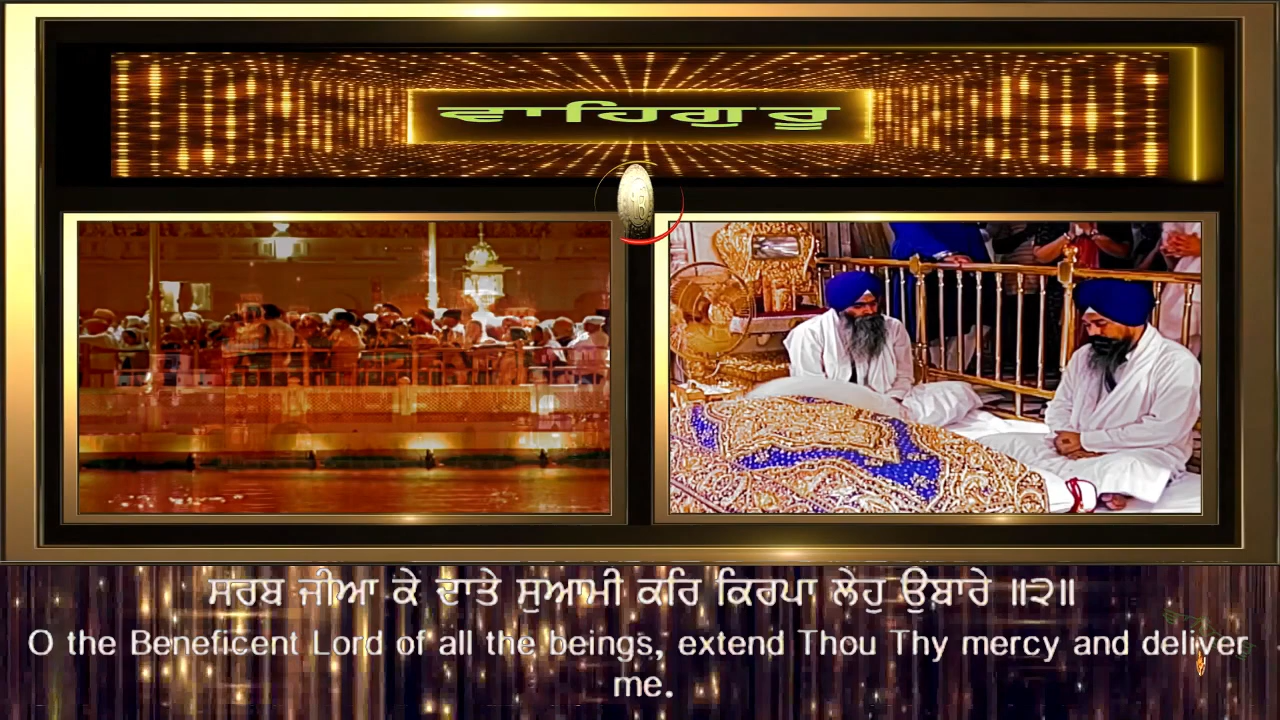 ਵਾਹਿਗੁਰੂ
ਸਰਬ ਜੀਆ ਕੇ ਦਾਤੇ ਸੁਆਮੀ ਕਰਿ ਕਿਰਪਾ ਲੇਹੁ ਉਬਾਰੇ ॥੨॥
O the Beneficent Lord of all the beings, extend Thou Thy mercy and deliver
me.